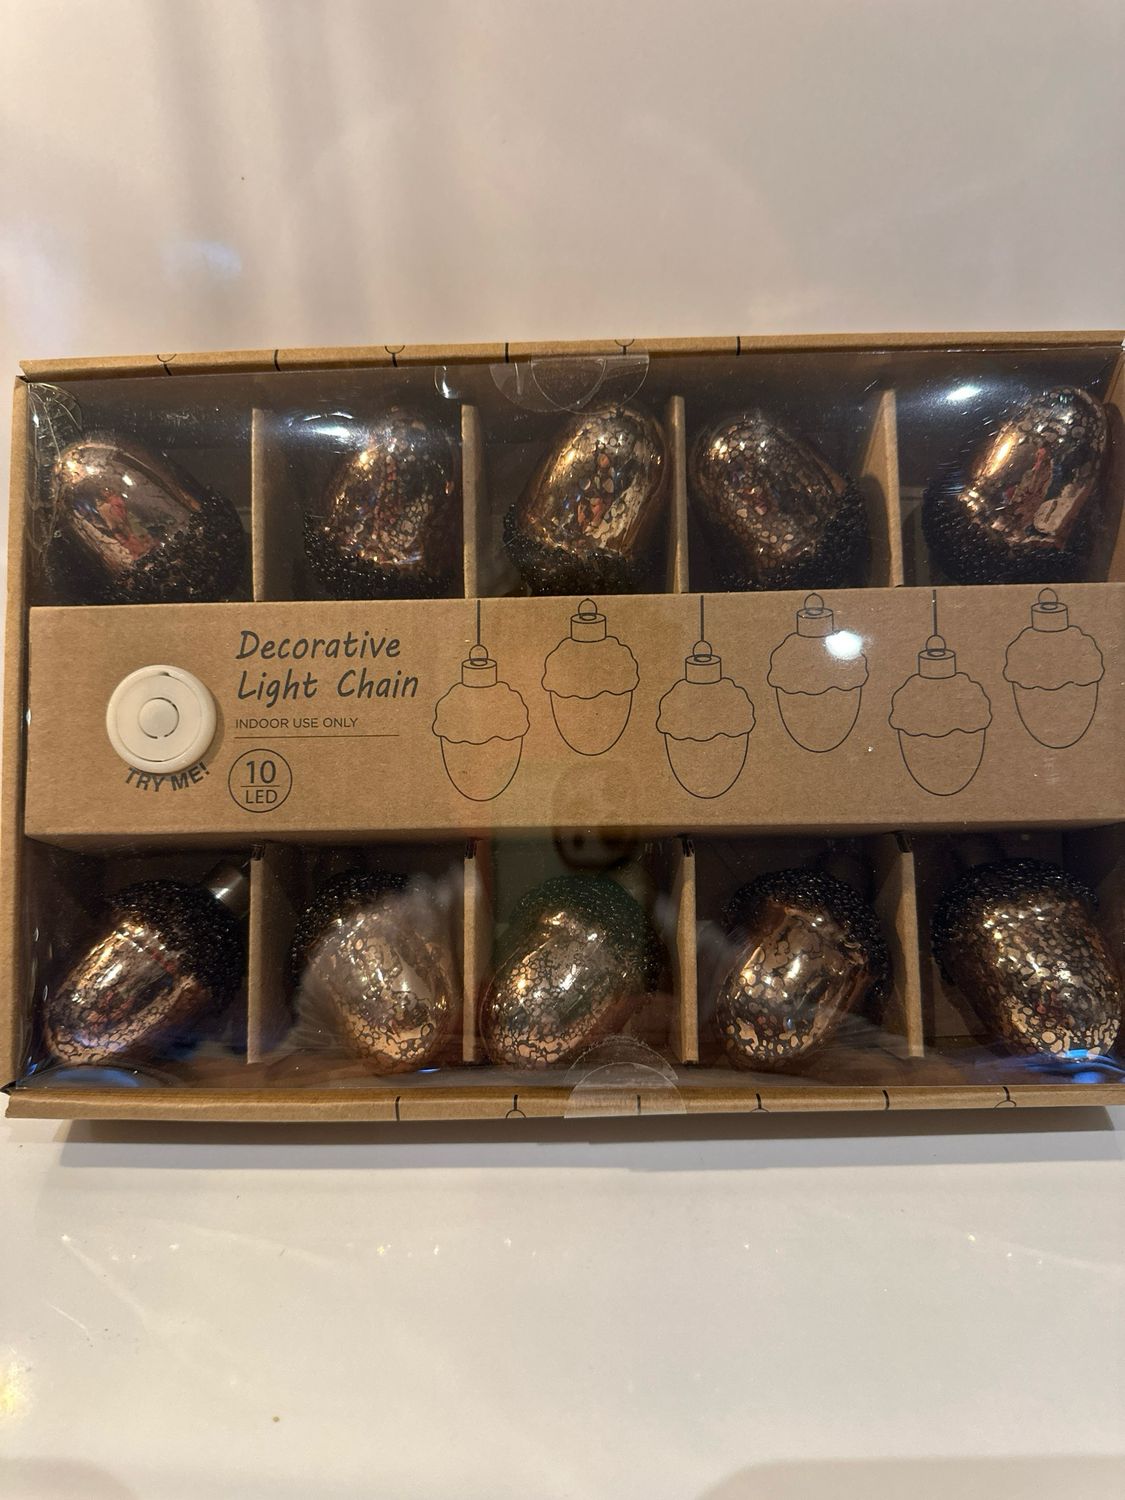 Decorative
Light Chain
INDOOR USE ONLY
TRY ME!
10
LED